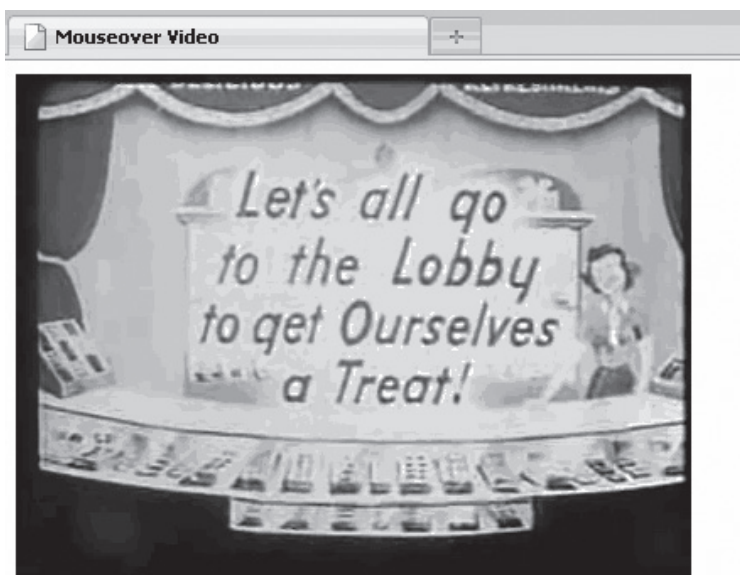 Mouseover Video
Let's all go
to the Lobby
to get Ourselves
a Treat!